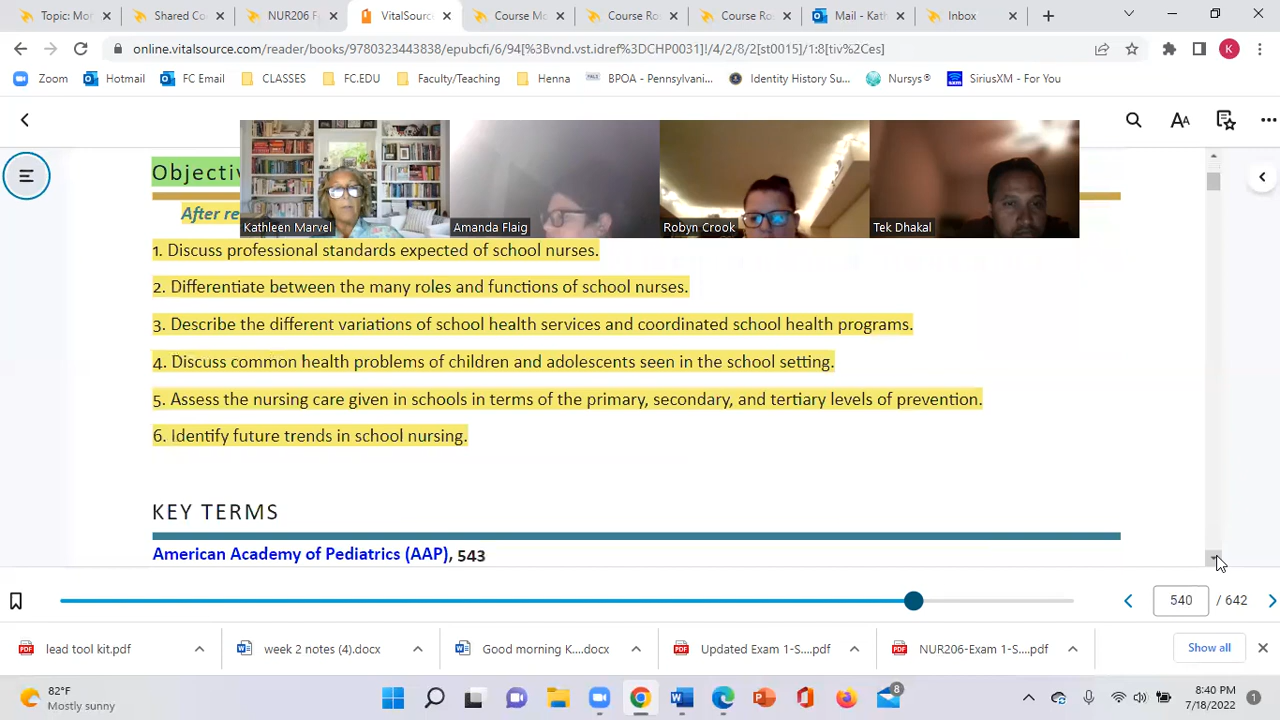 Topic: Mor
Shared Co
NUR206 F
VitalSource
Course Mo
Course Ro
Course Ro
Mail - Kath
Inbox
online.vitalsource.com/reader/books/9780323443838/epubcfi/6/94[%3Bvnd.vst.idref%3DCHP0031]!/4/2/8/2[st0015]/1:8[tiv%2Ces]
K
Zoom
Hotmail
FC Email
CLASSES
FC.EDU
Faculty/Teaching
Henna
BPOA - Pennsylvani...
Identity History Su...
Nursys®
SiriusXM - For You
AA
Objectiv
After re
Kathleen Marvel
Amanda Flaig
Robyn Crook
Tek Dhakal
1. Discuss professional standards expected of school nurses.
2. Differentiate between the many roles and functions of school nurses.
3. Describe the different variations of school health services and coordinated school health programs.
4. Discuss common health problems of children and adolescents seen in the school setting.
5. Assess the nursing care given in schools in terms of the primary, secondary, and tertiary levels of prevention.
6. Identify future trends in school nursing.
KEY TERMS
American Academy of Pediatrics (AAP), 543
540 / 642
lead tool kit.pdf
week 2 notes (4).docx
Good morning K....docx
Updated Exam 1-S....pdf
NUR206-Exam 1-S....pdf
Show all
82°F
Mostly sunny
8
8:40 PM
7/18/2022
1